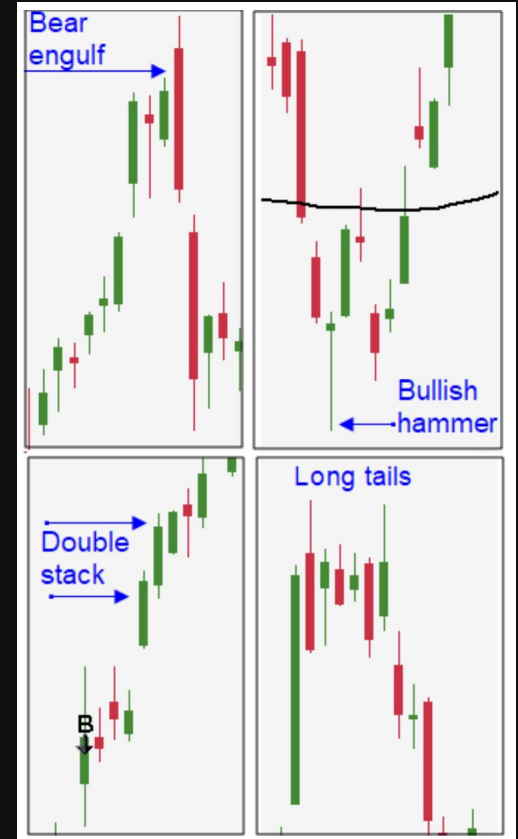 Bear
engulf
Bullish
hammer
Double
stack
B
Long tails